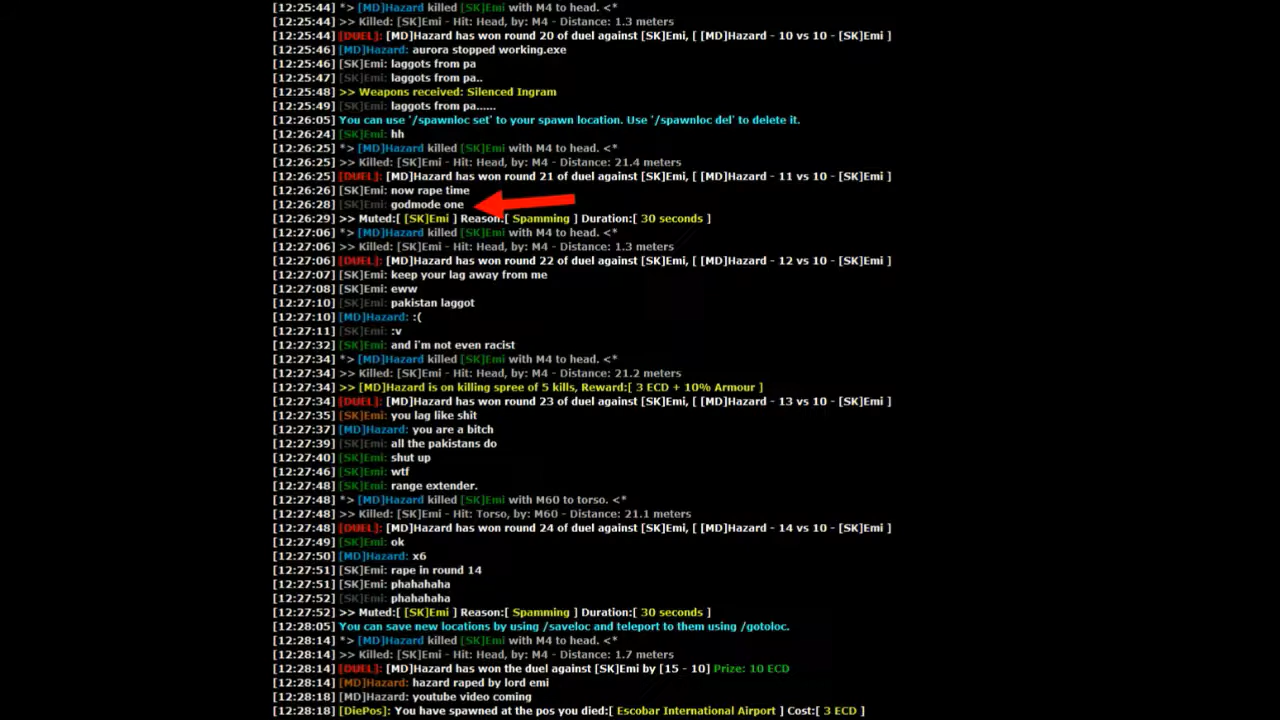 [12:25:44] *> [MD]Hazard killed [SK]Emi with M4 to head. <*
[12:25:44] >> Killed: [SK]Emi - Hit: Head, by: M4 - Distance: 1.3 meters
[12:25:44] [DUEL]: [MD]Hazard has won round 20 of duel against [SK]Emi, [ [MD]Hazard - 10 vs 10 - [SK]Emi ]
[12:25:46] [MD]Hazard: aurora stopped working.exe
[12:25:46] [SK]Emi: laggots from pa
[12:25:47] [SK]Emi: laggots from pa..
[12:25:48] >> Weapons received: Silenced Ingram
[12:25:49] [SK]Emi: laggots from pa......
[12:26:05] You can use '/spawnloc set' to your spawn location. Use '/spawnloc del' to delete it.
[12:26:24] [SK]Emi: hh
[12:26:25] *> [MD]Hazard killed [SK]Emi with M4 to head. <*
[12:26:25] >> Killed: [SK]Emi - Hit: Head, by: M4 - Distance: 21.4 meters
[12:26:25] [DUEL]: [MD]Hazard has won round 21 of duel against [SK]Emi, [ [MD]Hazard - 11 vs 10 - [SK]Emi ]
[12:26:26] [SK]Emi: now rape time
[12:26:28] [SK]Emi: godmode one
[12:26:29] >> Muted:[ [SK]Emi ] Reason:[ Spamming ] Duration:[ 30 seconds ]
[12:27:06] *> [MD]Hazard killed [SK]Emi with M4 to head. <*
[12:27:06] >> Killed: [SK]Emi - Hit: Head, by: M4 - Distance: 1.3 meters
[12:27:06] [DUEL]: [MD]Hazard has won round 22 of duel against [SK]Emi, [ [MD]Hazard - 12 vs 10 - [SK]Emi ]
[12:27:07] [SK]Emi: keep your lag away from me
[12:27:08] [SK]Emi: eww
[12:27:10] [SK]Emi: pakistan laggot
[12:27:10] [MD]Hazard: :(
[12:27:11] [SK]Emi: :v
[12:27:32] [SK]Emi: and i'm not even racist
[12:27:34] *> [MD]Hazard killed [SK]Emi with M4 to head. <*
[12:27:34] >> Killed: [SK]Emi - Hit: Head, by: M4 - Distance: 21.2 meters
[12:27:34] >> [MD]Hazard is on killing spree of 5 kills, Reward:[ 3 ECD + 10% Armour ]
[12:27:34] [DUEL]: [MD]Hazard has won round 23 of duel against [SK]Emi, [ [MD]Hazard - 13 vs 10 - [SK]Emi ]
[12:27:35] [SK]Emi: you lag like shit
[12:27:37] [MD]Hazard: you are a bitch
[12:27:39] [SK]Emi: all the pakistans do
[12:27:40] [SK]Emi: shut up
[12:27:46] [SK]Emi: wtf
[12:27:48] [SK]Emi: range extender.
[12:27:48] *> [MD]Hazard killed [SK]Emi with M60 to torso. <*
[12:27:48] >> Killed: [SK]Emi - Hit: Torso, by: M60 - Distance: 21.1 meters
[12:27:48] [DUEL]: [MD]Hazard has won round 24 of duel against [SK]Emi, [ [MD]Hazard - 14 vs 10 - [SK]Emi ]
[12:27:49] [SK]Emi: ok
[12:27:50] [MD]Hazard: x6
[12:27:51] [SK]Emi: rape in round 14
[12:27:51] [SK]Emi: phahahaha
[12:27:52] [SK]Emi: phahahaha
[12:27:52] >> Muted:[ [SK]Emi ] Reason:[ Spamming ] Duration:[ 30 seconds ]
[12:28:05] You can save new locations by using /saveloc and teleport to them using /gotoloc.
[12:28:14] *> [MD]Hazard killed [SK]Emi with M4 to head. <*
[12:28:14] >> Killed: [SK]Emi - Hit: Head, by: M4 - Distance: 1.7 meters
[12:28:14] [DUEL]: [MD]Hazard has won the duel against [SK]Emi by [15 - 10] Prize: 10 ECD
[12:28:14] [MD]Hazard: hazard raped by lord emi
[12:28:18] [MD]Hazard: youtube video coming
[12:28:18] [DiePos]: You have spawned at the pos you died:[ Escobar International Airport ] Cost:[ 3 ECD ]